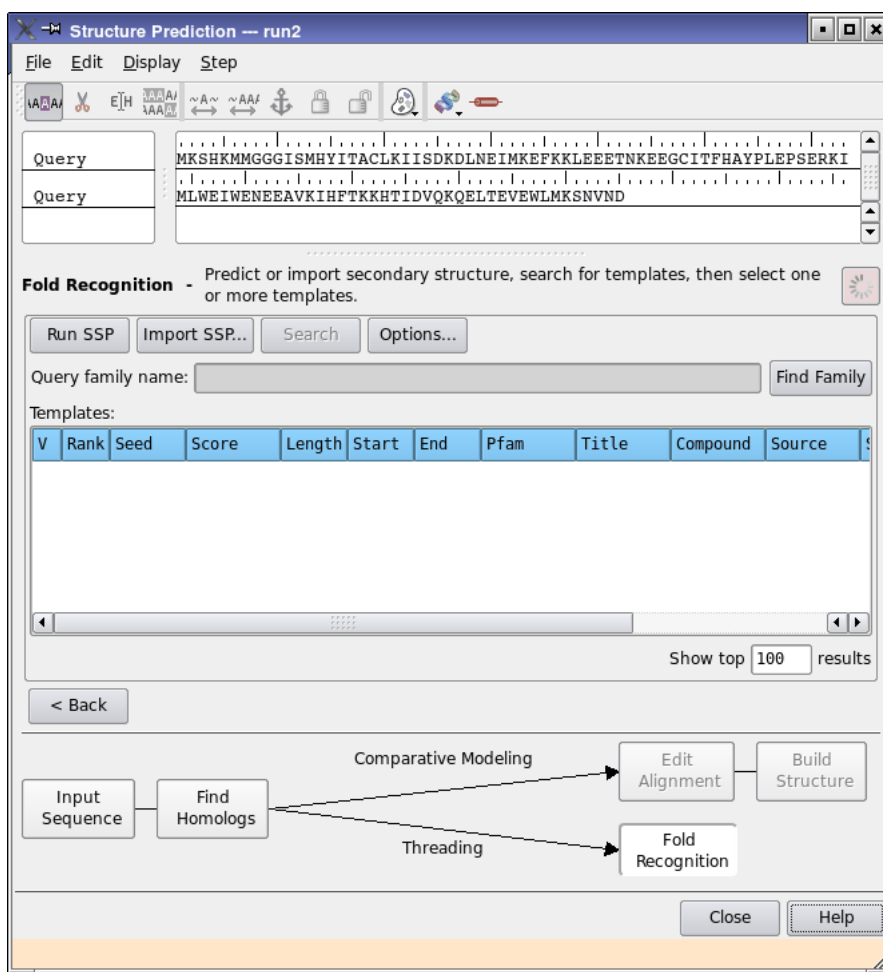 Structure Prediction --- run2
File Edit Display Step
Query MKSHKMMGGGISMHYITACLKIISDKDLNEIMKEFKKLEEETNKEEGCITFHAYPLEPSERKI
Query MLWEIWENEEAVKIHFTKKHTIDVQKQELTEVEWLMKSNVND
Fold Recognition - Predict or import secondary structure, search for templates, then select one
or more templates.
Run SSP Import SSP... Search Options...
Query family name: Find Family
Templates:
V Rank Seed Score Length Start End Pfam Title Compound Source
Show top 100 results
< Back
Comparative Modeling
Edit
Alignment
Build
Structure
Input
Sequence
Find
Homologs
Threading
Fold
Recognition
Close Help